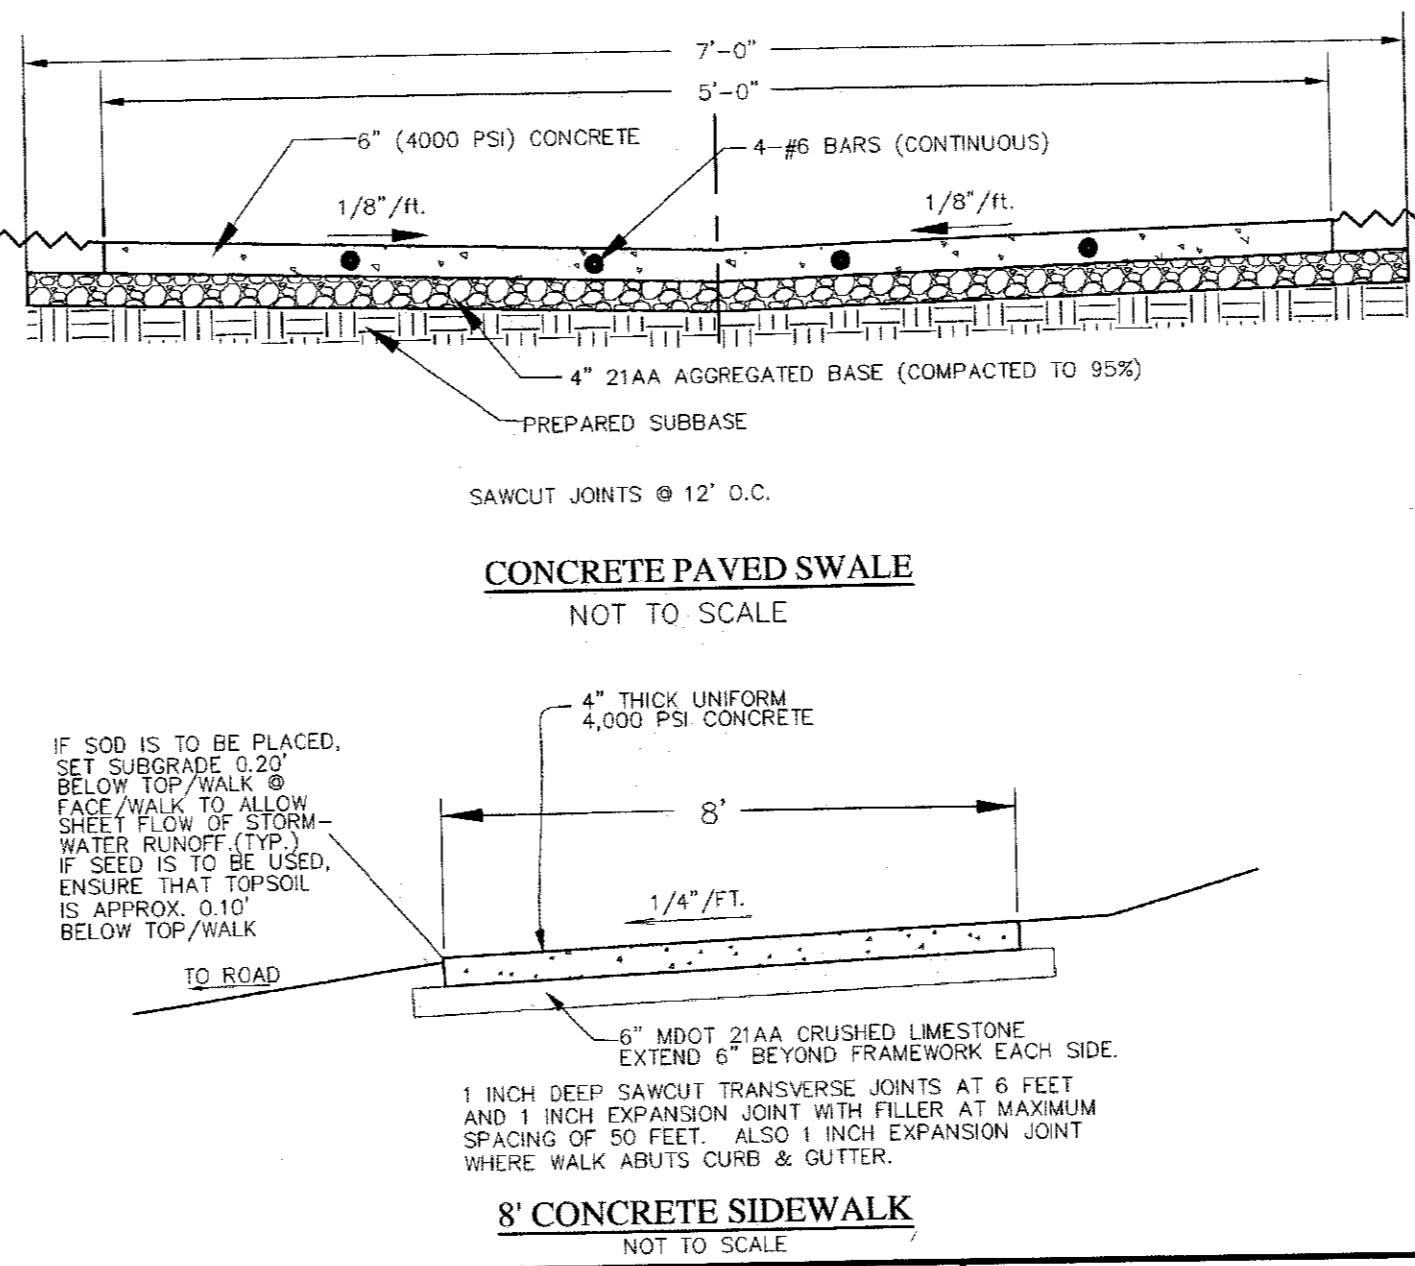 7'-0"
5'-0"
6" (4000 PSI) CONCRETE
4-#6 BARS (CONTINUOUS)
1/8"/ft.
1/8"/ft.
4" 21AA AGGREGATED BASE (COMPACTED TO 95%)
PREPARED SUBBASE
SAWCUT JOINTS @ 12' O.C.
CONCRETE PAVED SWALE
NOT TO SCALE
4" THICK UNIFORM
4,000 PSI CONCRETE
IF SOD IS TO BE PLACED,
SET SUBGRADE 0.20'
BELOW TOP/WALK @
FACE/WALK TO ALLOW
SHEET FLOW OF STORM-
WATER RUNOFF.(TYP.)
IF SEED IS TO BE USED,
ENSURE THAT TOPSOIL
IS APPROX. 0.10'
BELOW TOP/WALK
8'
1/4"/FT.
TO ROAD
6" MDOT 21AA CRUSHED LIMESTONE
EXTEND 6" BEYOND FRAMEWORK EACH SIDE.
1 INCH DEEP SAWCUT TRANSVERSE JOINTS AT 6 FEET
AND 1 INCH EXPANSION JOINT WITH FILLER AT MAXIMUM
SPACING OF 50 FEET. ALSO 1 INCH EXPANSION JOINT
WHERE WALK ABUTS CURB & GUTTER.
8' CONCRETE SIDEWALK
NOT TO SCALE